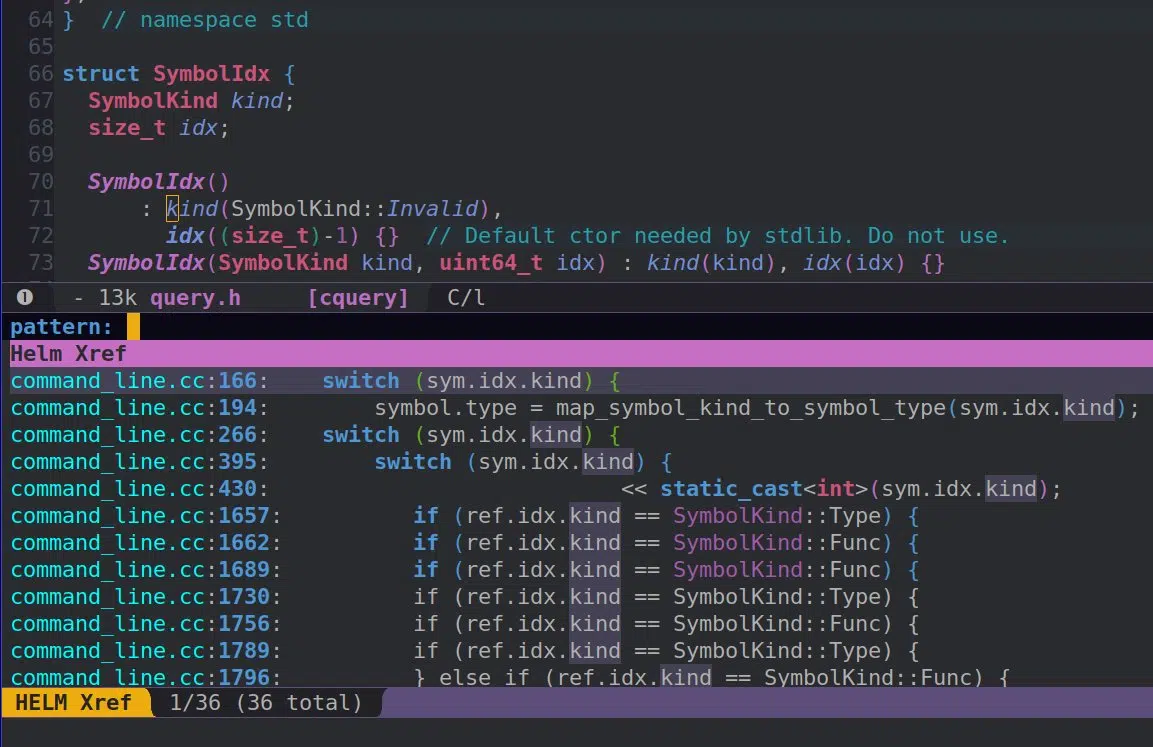 64 }  // namespace std
65
66 struct SymbolIdx {
67   SymbolKind kind;
68   size_t idx;
69
70   SymbolIdx()
71       : kind(SymbolKind::Invalid),
72         idx((size_t)-1) {}  // Default ctor needed by stdlib. Do not use.
73   SymbolIdx(SymbolKind kind, uint64_t idx) : kind(kind), idx(idx) {}
❶ - 13k query.h [cquery] C/l
pattern:
Helm Xref
command_line.cc:166:    switch (sym.idx.kind) {
command_line.cc:194:        symbol.type = map_symbol_kind_to_symbol_type(sym.idx.kind);
command_line.cc:266:    switch (sym.idx.kind) {
command_line.cc:395:        switch (sym.idx.kind) {
command_line.cc:430:                           << static_cast<int>(sym.idx.kind);
command_line.cc:1657:          if (ref.idx.kind == SymbolKind::Type) {
command_line.cc:1662:          if (ref.idx.kind == SymbolKind::Func) {
command_line.cc:1689:          if (ref.idx.kind == SymbolKind::Func) {
command_line.cc:1730:          if (ref.idx.kind == SymbolKind::Type) {
command_line.cc:1756:          if (ref.idx.kind == SymbolKind::Func) {
command_line.cc:1789:          if (ref.idx.kind == SymbolKind::Type) {
command_line.cc:1796:          } else if (ref.idx.kind == SymbolKind::Func) {
HELM Xref 1/36 (36 total)